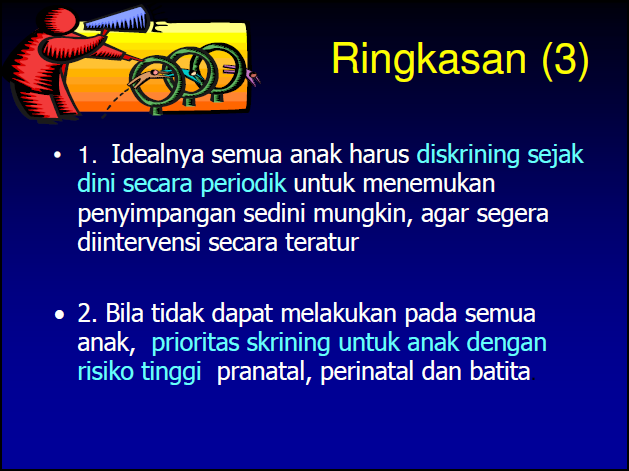 Ringkasan (3)
• 1. Idealnya semua anak harus diskrining sejak
dini secara periodik untuk menemukan
penyimpangan sedini mungkin, agar segera
diintervensi secara teratur
• 2. Bila tidak dapat melakukan pada semua
anak, prioritas skrining untuk anak dengan
risiko tinggi pranatal, perinatal dan batita